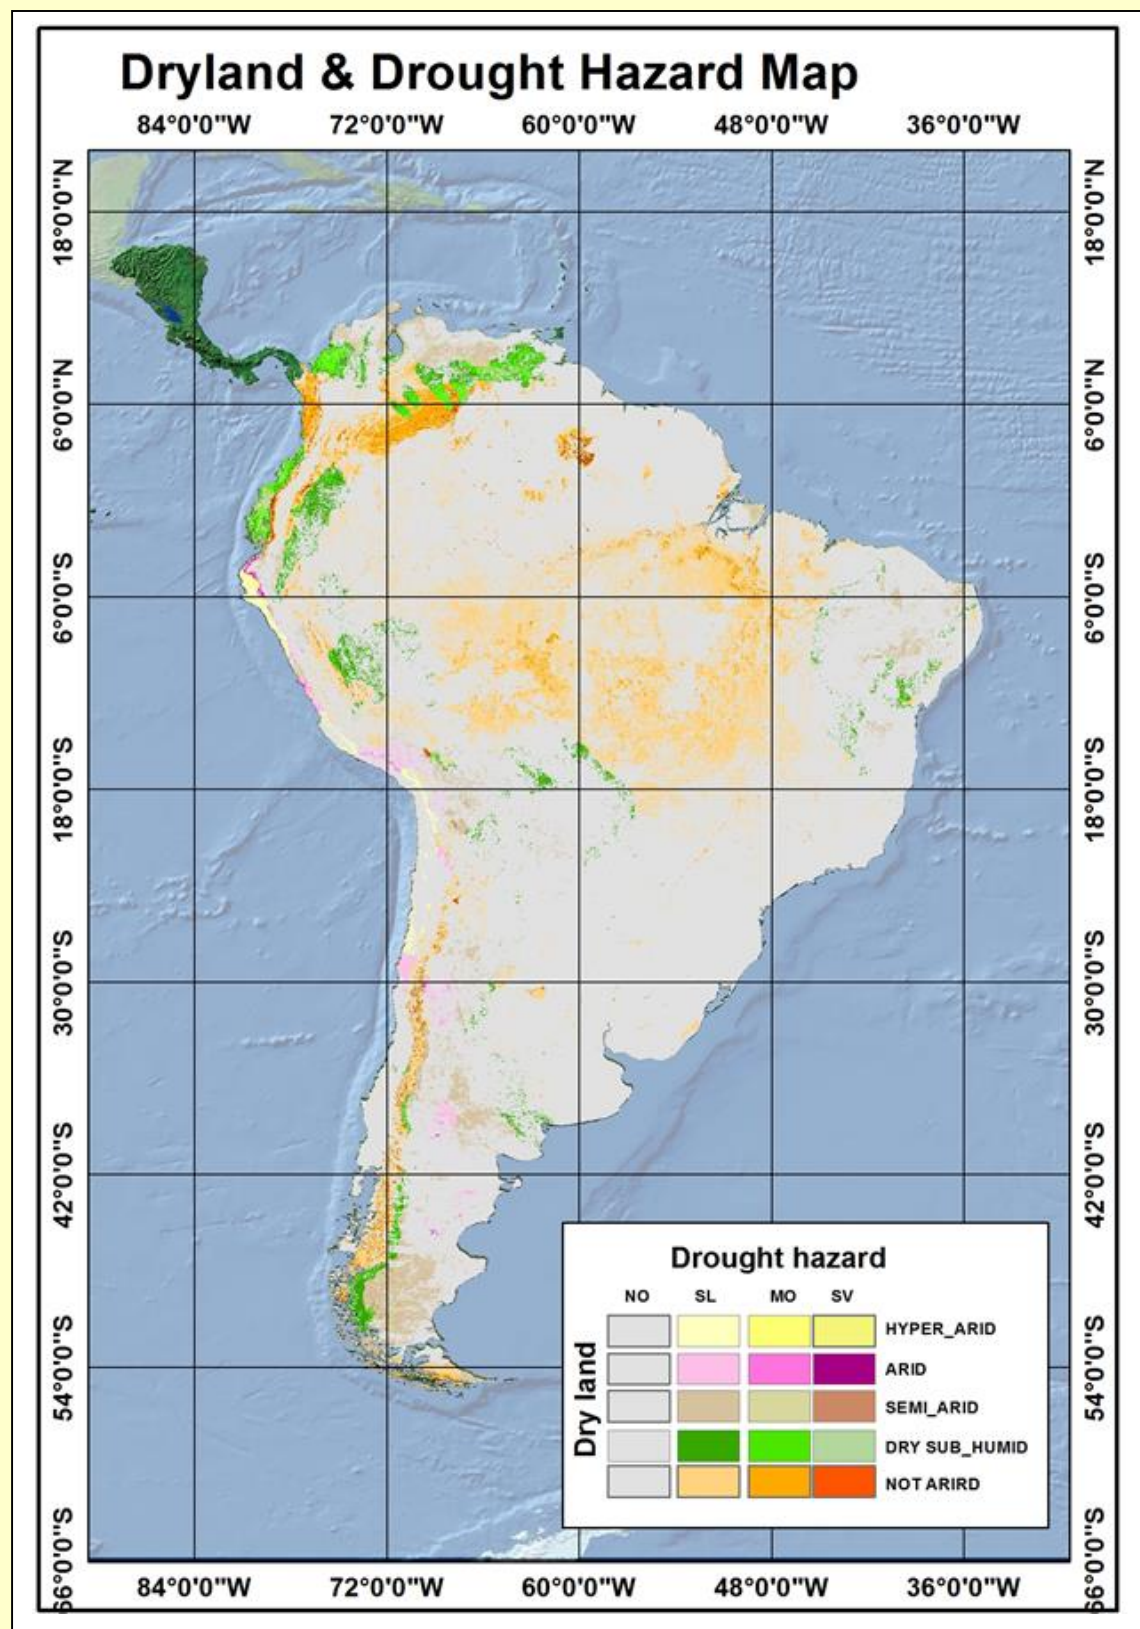 Dryland & Drought Hazard Map
84°0'0"W 72°0'0"W 60°0'0"W 48°0'0"W 36°0'0"W
18°0'0"N 18°0'0"N
6°0'0"N 6°0'0"N
6°0'0"S 6°0'0"S
18°0'0"S 18°0'0"S
30°0'0"S 30°0'0"S
42°0'0"S 42°0'0"S
54°0'0"S 54°0'0"S
66°0'0"S 66°0'0"S
Drought hazard
NO SL MO SV
Dry land
HYPER_ARID
ARID
SEMI_ARID
DRY SUB_HUMID
NOT ARIRD
84°0'0"W 72°0'0"W 60°0'0"W 48°0'0"W 36°0'0"W